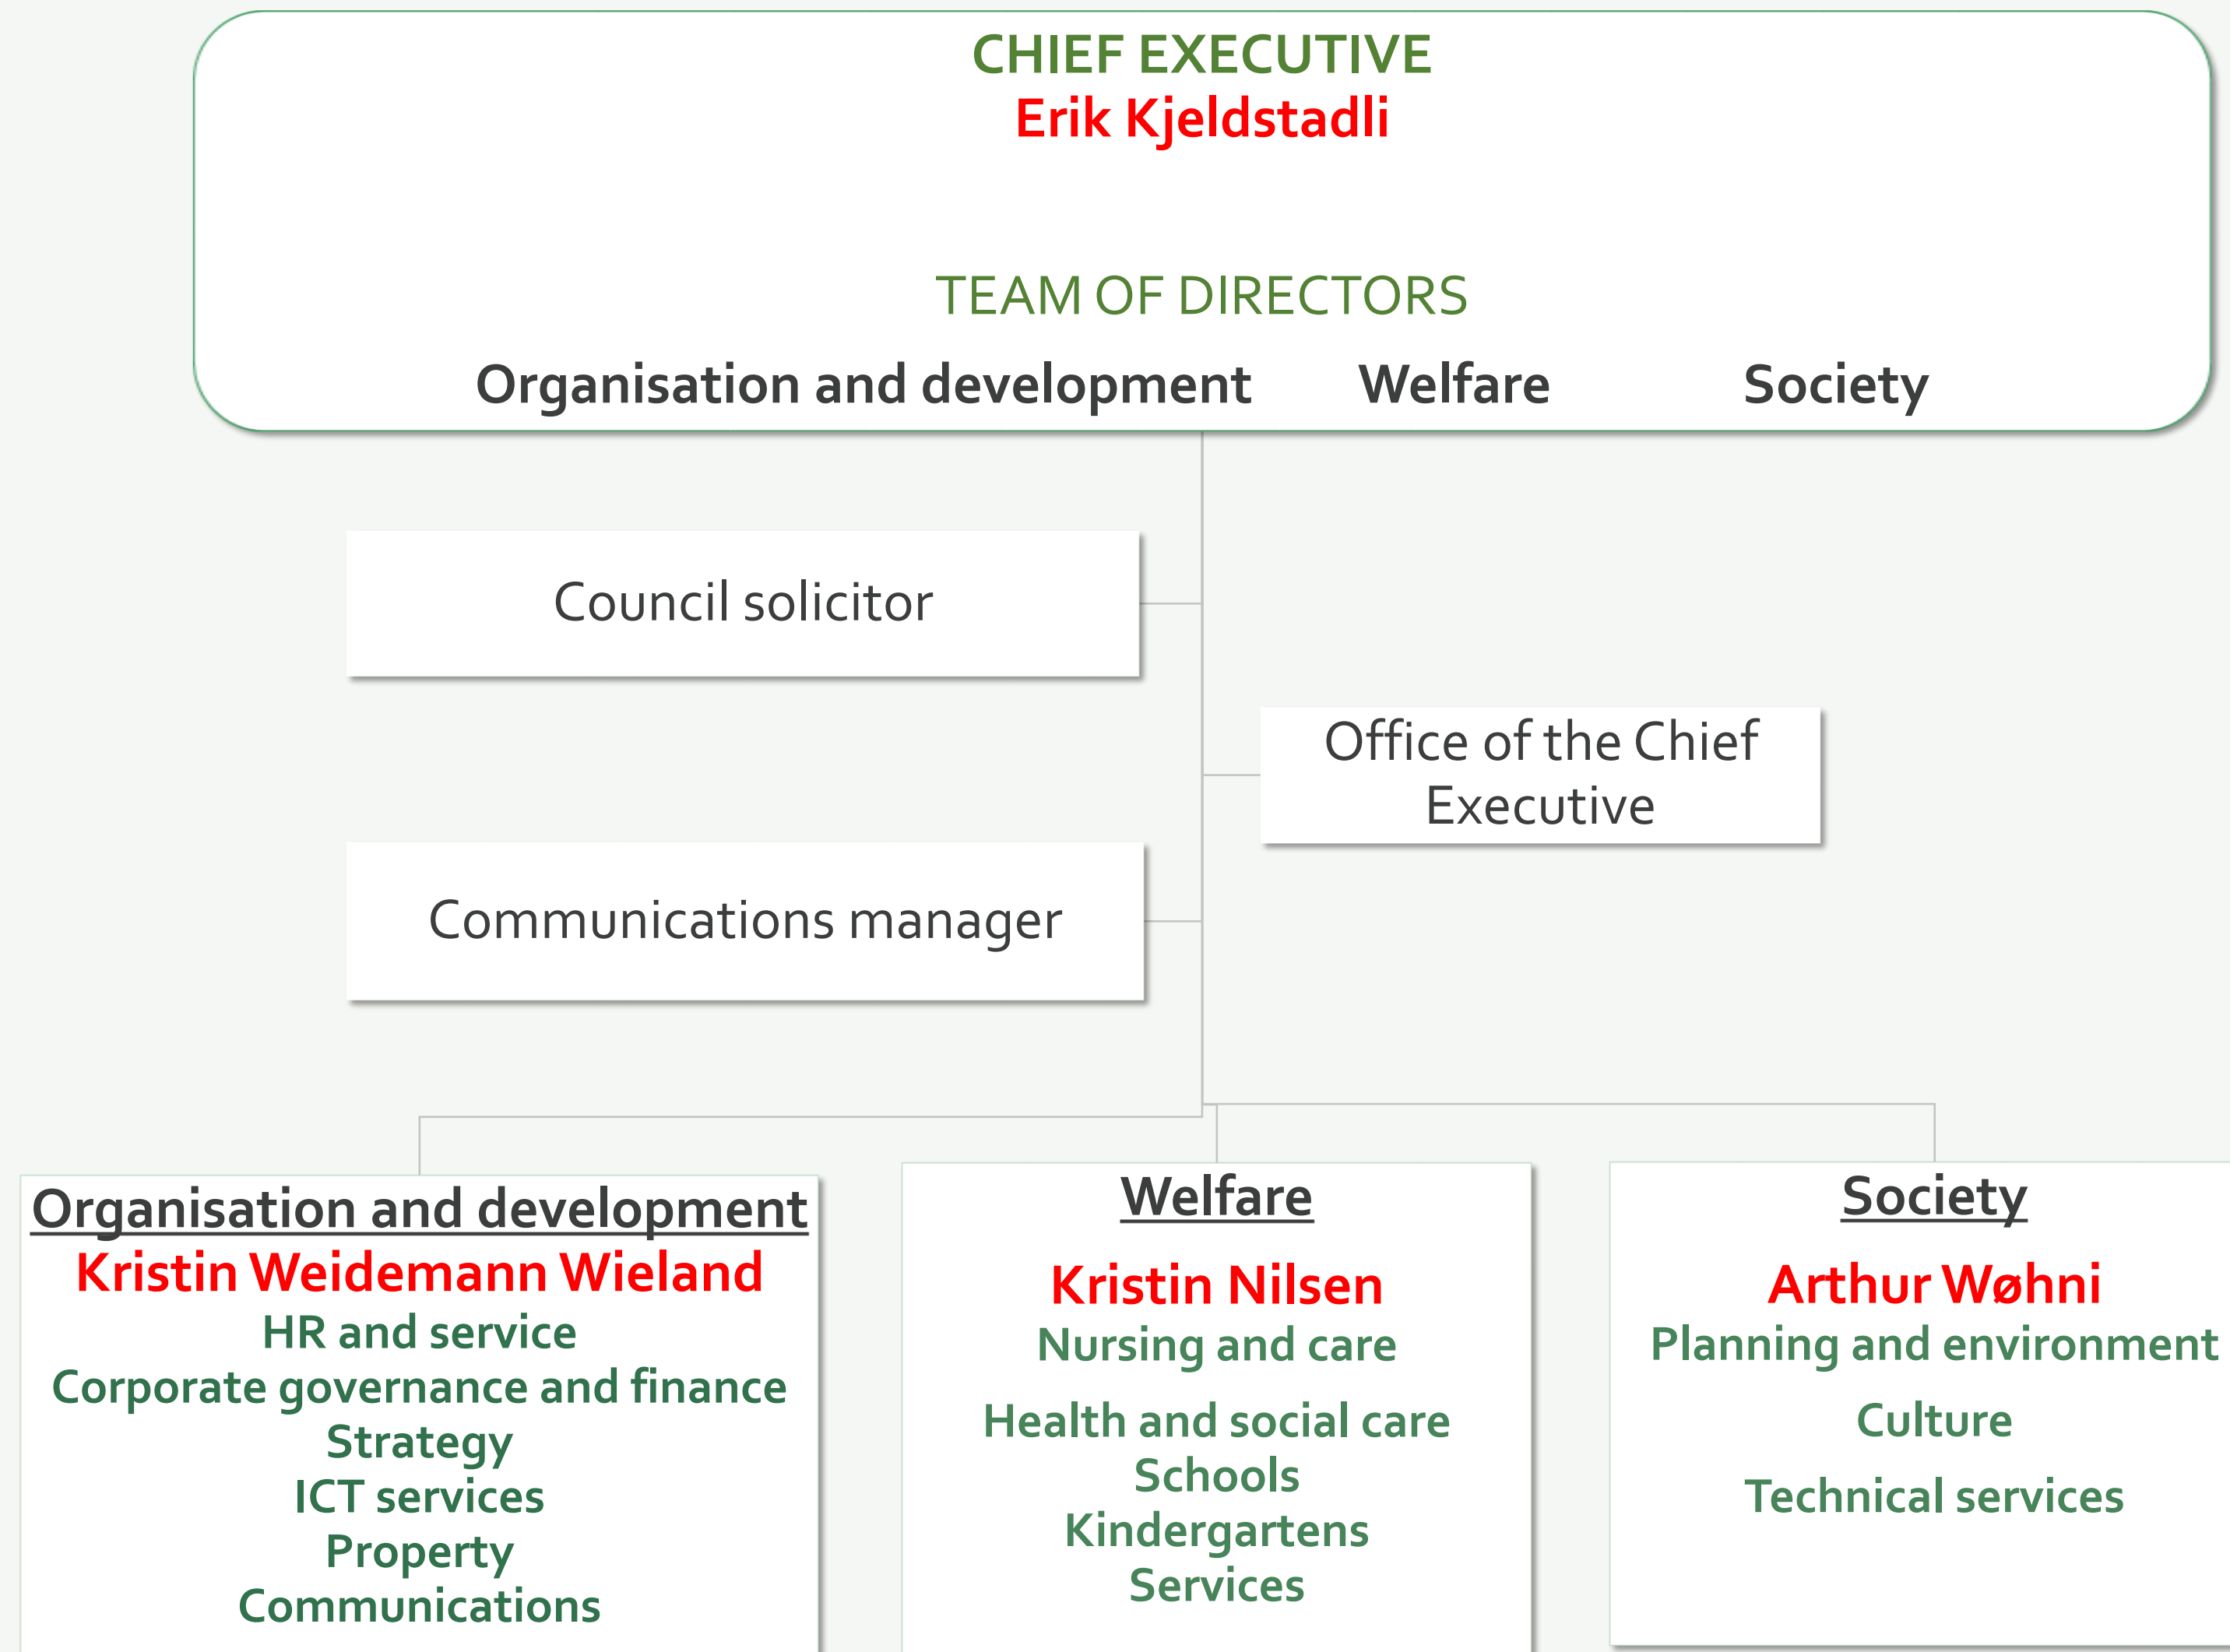 CHIEF EXECUTIVE
Erik Kjeldstadli
TEAM OF DIRECTORS
Organisation and development Welfare Society
Council solicitor
Office of the Chief
Executive
Communications manager
Organisation and development
Kristin Weidemann Wieland
HR and service
Corporate governance and finance
Strategy
ICT services
Property
Communications
Welfare
Kristin Nilsen
Nursing and care
Health and social care
Schools
Kindergartens
Services
Society
Arthur Wøhni
Planning and environment
Culture
Technical services